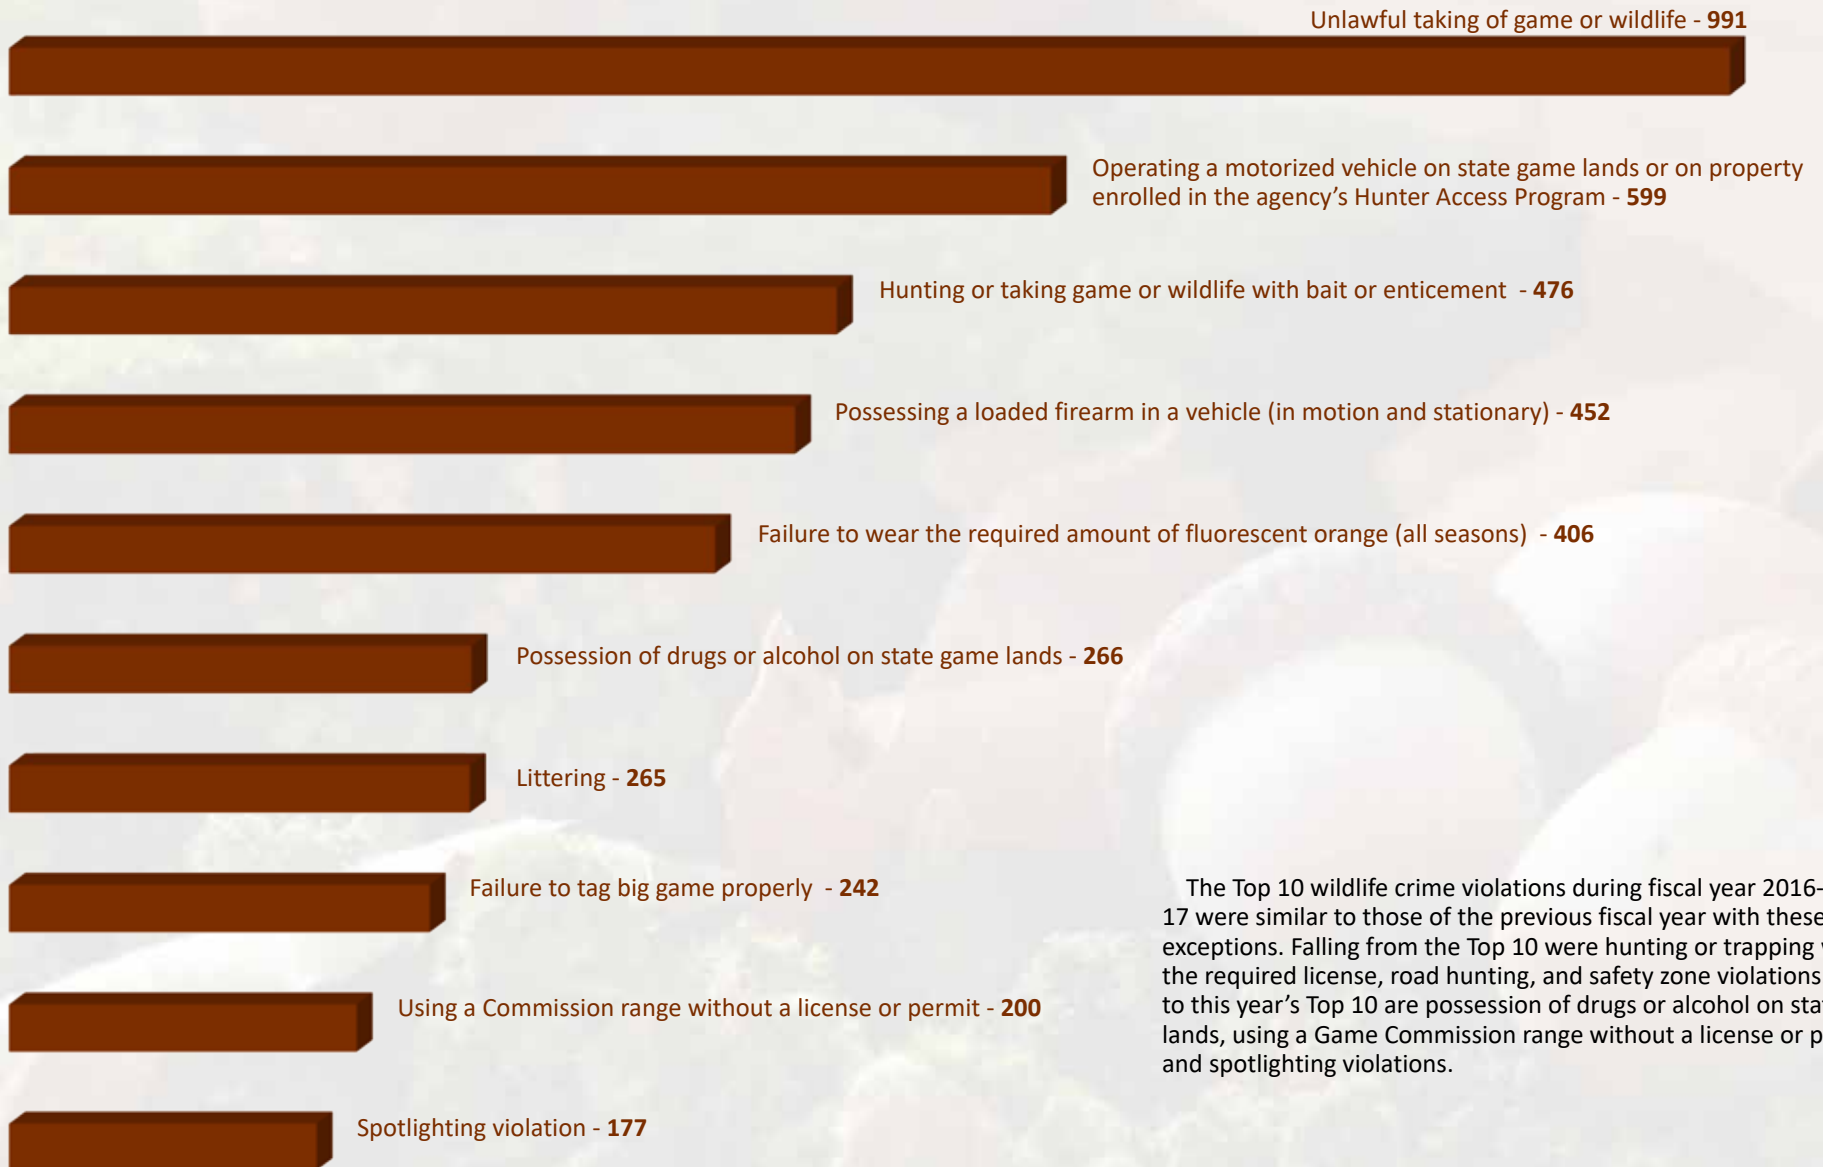 Unlawful taking of game or wildlife - 991
Operating a motorized vehicle on state game lands or on property
enrolled in the agency’s Hunter Access Program - 599
Hunting or taking game or wildlife with bait or enticement - 476
Possessing a loaded firearm in a vehicle (in motion and stationary) - 452
Failure to wear the required amount of fluorescent orange (all seasons) - 406
Possession of drugs or alcohol on state game lands - 266
Littering - 265
Failure to tag big game properly - 242
Using a Commission range without a license or permit - 200
Spotlighting violation - 177
The Top 10 wildlife crime violations during fiscal year 2016-
17 were similar to those of the previous fiscal year with these
exceptions. Falling from the Top 10 were hunting or trapping
the required license, road hunting, and safety zone violations
to this year’s Top 10 are possession of drugs or alcohol on
lands, using a Game Commission range without a license or
and spotlighting violations.